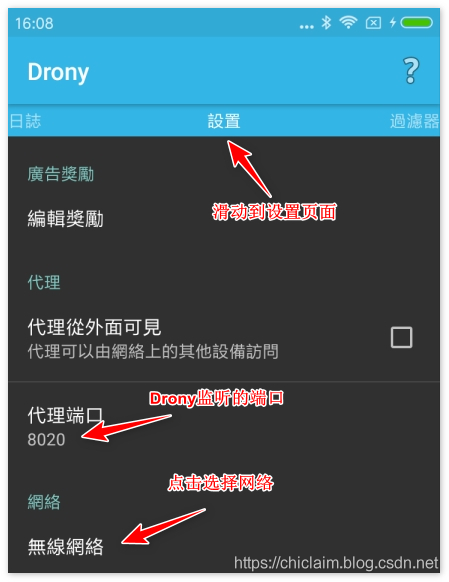 16:08
Drony
?
日誌 設置 過濾器
廣告獎勵
滑动到设置页面
編輯獎勵
代理
代理從外面可見
代理可以由網絡上的其他設備訪問
Drony监听的端口
代理端口
8020
点击选择网络
網絡
無線網絡
https://chiclaim.blog.csdn.net